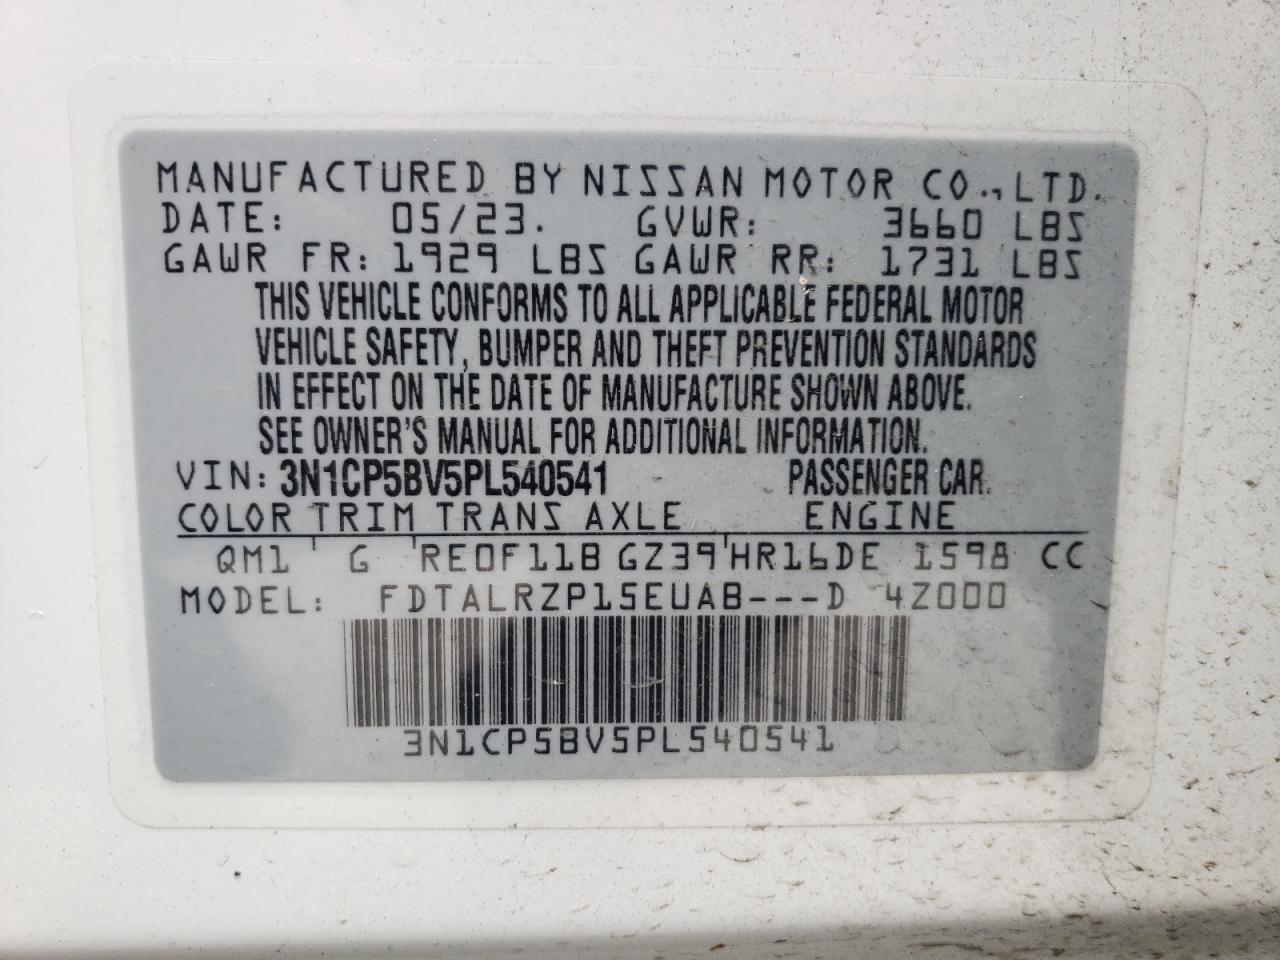 MANUFACTURED BY NISSAN MOTOR CO., LTD.
DATE: 05/23. GVWR: 3660 LBS
GAWR FR: 1929 LBS GAWR RR: 1731 LBS
THIS VEHICLE CONFORMS TO ALL APPLICABLE FEDERAL MOTOR
VEHICLE SAFETY, BUMPER AND THEFT PREVENTION STANDARDS
IN EFFECT ON THE DATE OF MANUFACTURE SHOWN ABOVE.
SEE OWNER'S MANUAL FOR ADDITIONAL INFORMATION.
VIN: 3N1CP5BV5PL540541 PASSENGER CAR.
COLOR TRIM TRANS AXLE ENGINE
QM1 G RE0F11B GZ39 HR16DE 1598 CC
MODEL: FDTALRZP15EUAB---D 4Z000
3N1CP5BV5PL540541